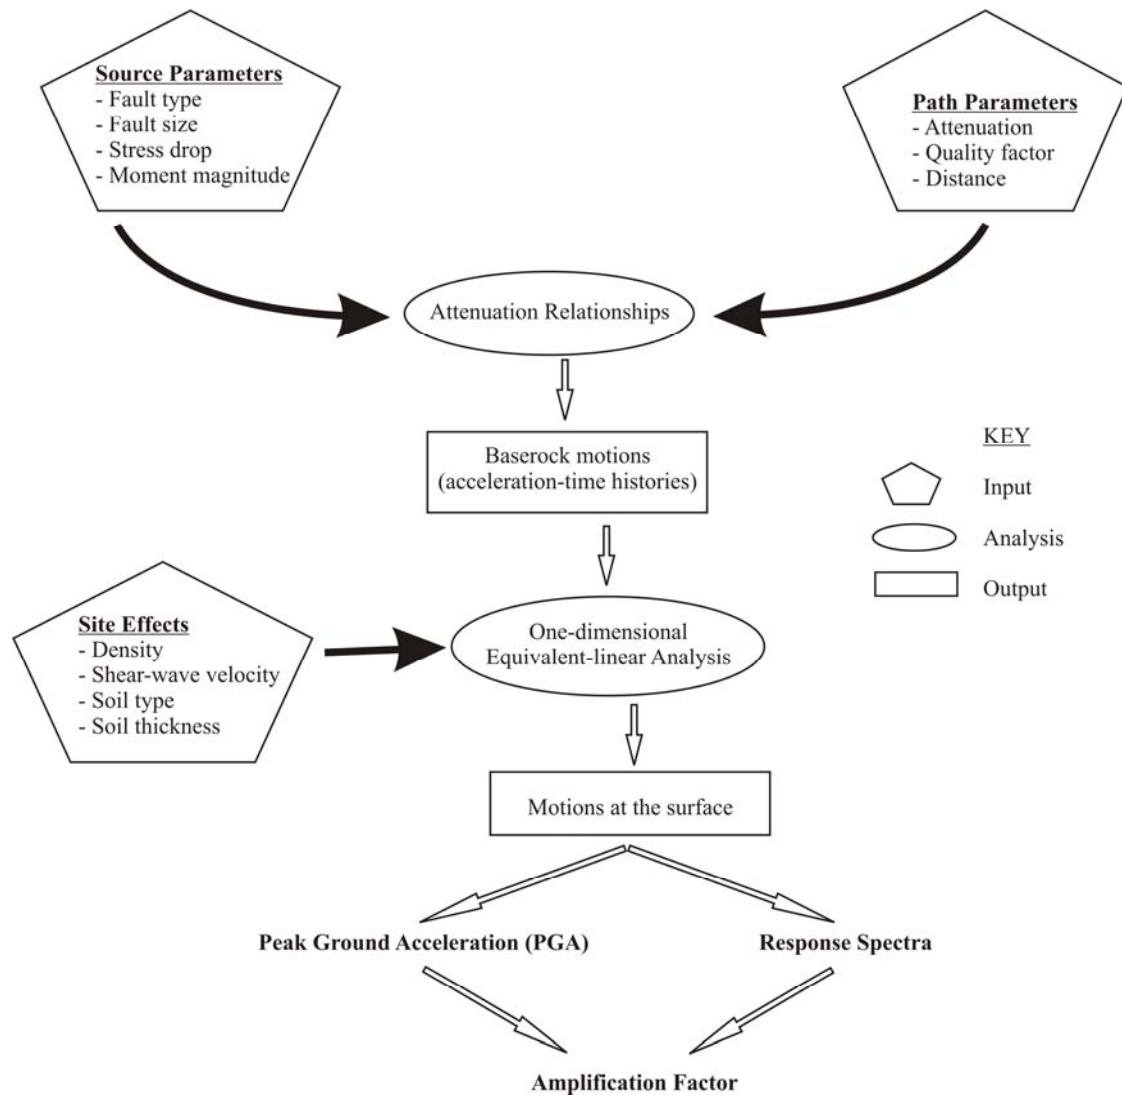 Source Parameters
- Fault type
- Fault size
- Stress drop
- Moment magnitude
Path Parameters
- Attenuation
- Quality factor
- Distance
Attenuation Relationships
Baserock motions
(acceleration-time histories)
KEY
Input
Analysis
Output
Site Effects
- Density
- Shear-wave velocity
- Soil type
- Soil thickness
One-dimensional
Equivalent-linear Analysis
Motions at the surface
Peak Ground Acceleration (PGA)
Response Spectra
Amplification Factor